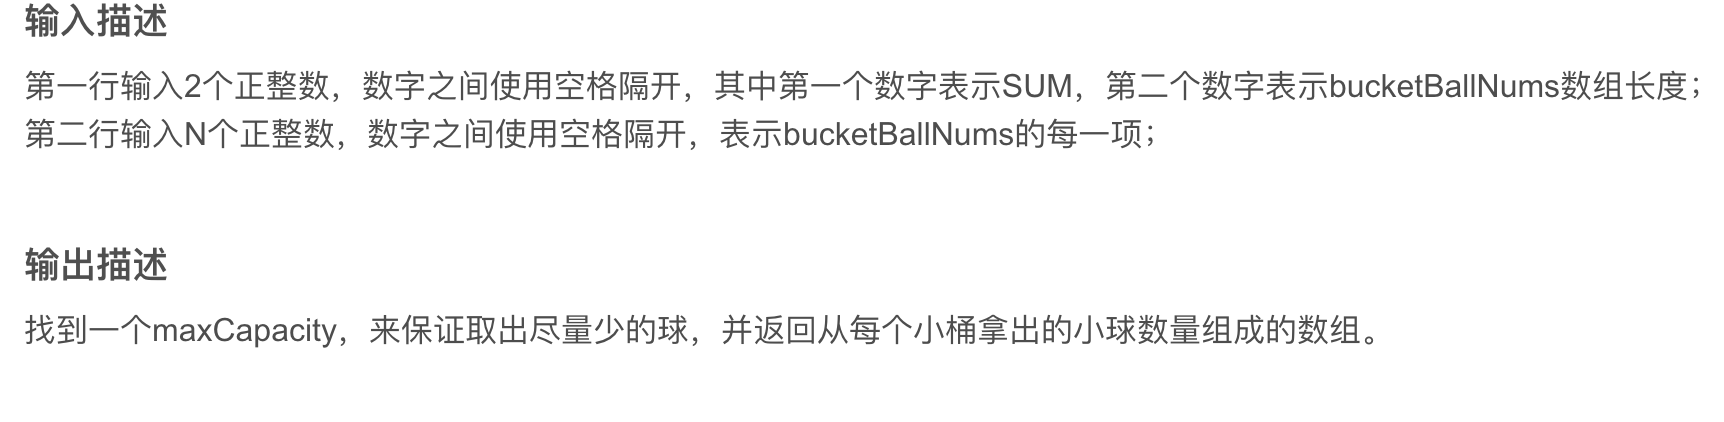 输入描述
第一行输入2个正整数，数字之间使用空格隔开，其中第一个数字表示SUM，第二个数字表示bucketBallNums数组长度；
第二行输入N个正整数，数字之间使用空格隔开，表示bucketBallNums的每一项；
输出描述
找到一个maxCapacity，来保证取出尽量少的球，并返回从每个小桶拿出的小球数量组成的数组。